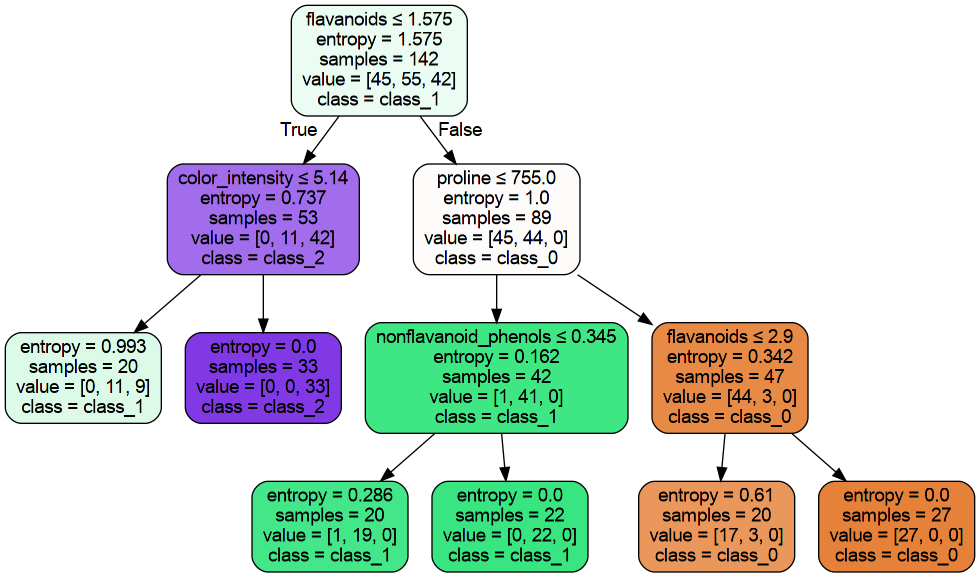 flavanoids ≤ 1.575
entropy = 1.575
samples = 142
value = [45, 55, 42]
class = class_1
True
False
color_intensity ≤ 5.14
entropy = 0.737
samples = 53
value = [0, 11, 42]
class = class_2
proline ≤ 755.0
entropy = 1.0
samples = 89
value = [45, 44, 0]
class = class_0
entropy = 0.993
samples = 20
value = [0, 11, 9]
class = class_1
entropy = 0.0
samples = 33
value = [0, 0, 33]
class = class_2
nonflavanoid_phenols ≤ 0.345
entropy = 0.162
samples = 42
value = [1, 41, 0]
class = class_1
flavanoids ≤ 2.9
entropy = 0.342
samples = 47
value = [44, 3, 0]
class = class_0
entropy = 0.286
samples = 20
value = [1, 19, 0]
class = class_1
entropy = 0.0
samples = 22
value = [0, 22, 0]
class = class_1
entropy = 0.61
samples = 20
value = [17, 3, 0]
class = class_0
entropy = 0.0
samples = 27
value = [27, 0, 0]
class = class_0